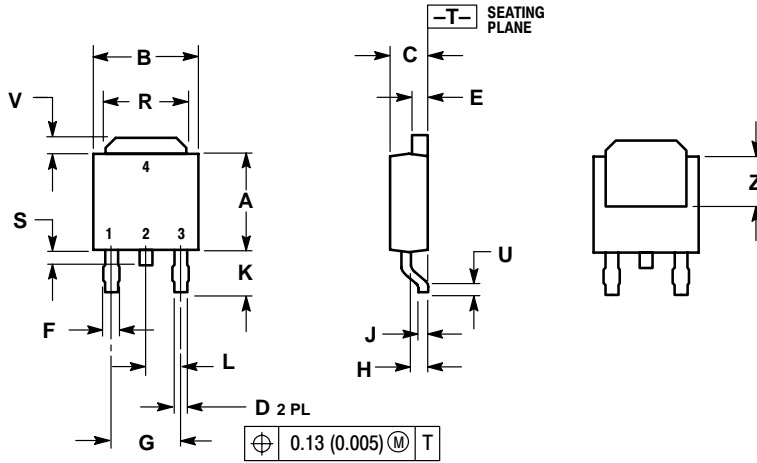 –T– SEATING
PLANE
B
C
V
R
E
4
A
Z
S
1 2 3
K
U
F
J
L
H
D 2 PL
G
⌖ 0.13 (0.005) Ⓜ T